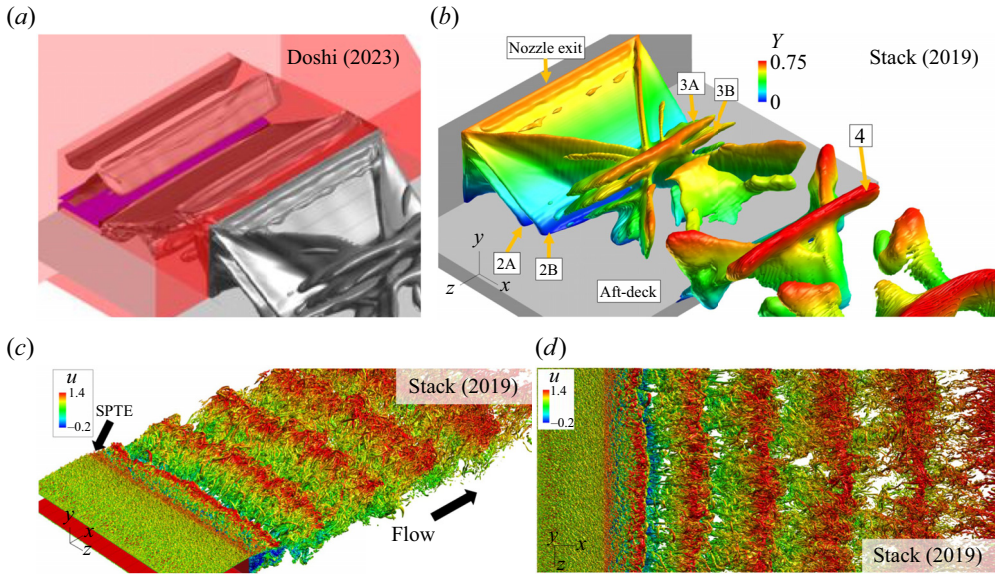 (a)
Doshi (2023)
(b)
Nozzle exit
Y
0.75
0
Stack (2019)
3A
3B
4
2A
2B
y
z
x
Aft-deck
(c)
u
1.4
−0.2
SPTE
Stack (2019)
y
x
z
Flow
(d)
u
1.4
−0.2
y
x
z
Stack (2019)